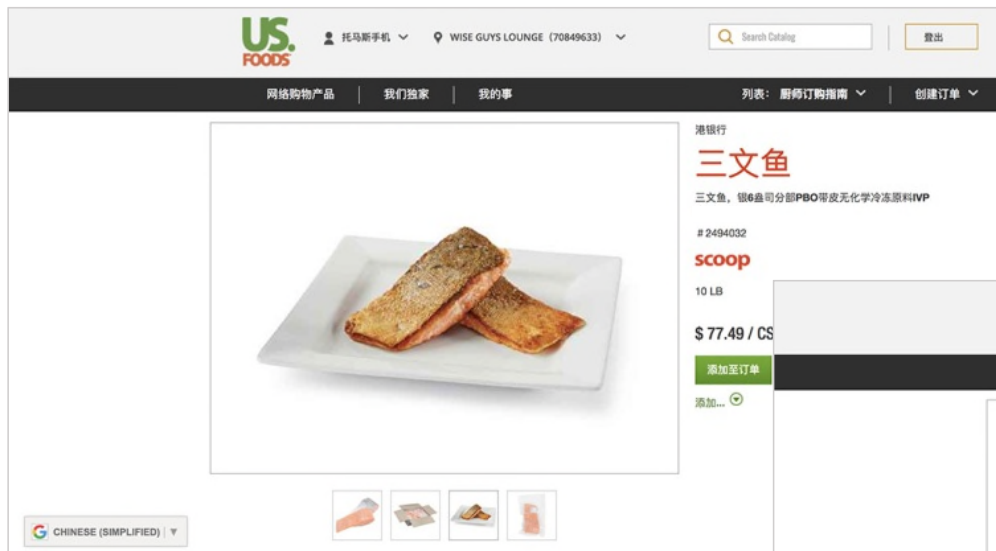 US.
FOODS
托马斯手机
WISE GUYS LOUNGE (70849633)
Search Catalog
登出
网络购物产品
我们独家
我的事
列表： 厨师订购指南
创建订单
港银行
三文鱼
三文鱼，银6盎司分部PBO带皮无化学冷冻原料IVP
# 2494032
scoop
10 LB
$ 77.49 / CS
添加至订单
添加...
G CHINESE (SIMPLIFIED)